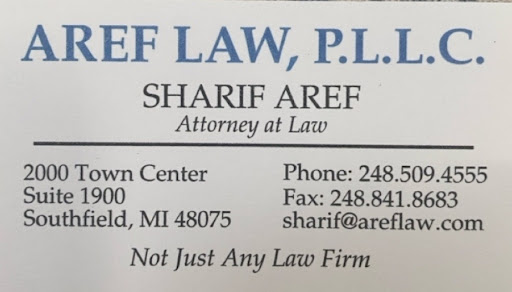 AREF LAW, P.L.L.C.
SHARIF AREF
Attorney at Law
2000 Town Center
Suite 1900
Southfield, MI 48075
Phone: 248.509.4555
Fax: 248.841.8683
sharif@areflaw.com
Not Just Any Law Firm